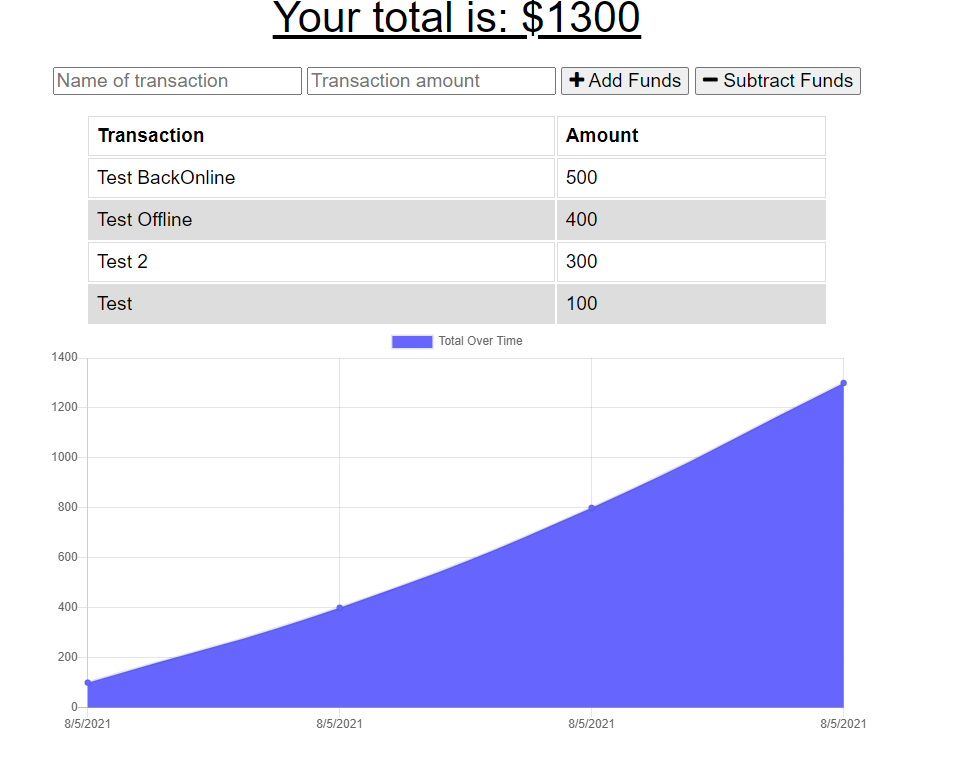 Your total is: $1300
Name of transaction Transaction amount Add Funds Subtract Funds
Transaction Amount
Test BackOnline 500
Test Offline 400
Test 2 300
Test 100
Total Over Time
1400
1200
1000
800
600
400
200
0
8/5/2021 8/5/2021 8/5/2021 8/5/2021